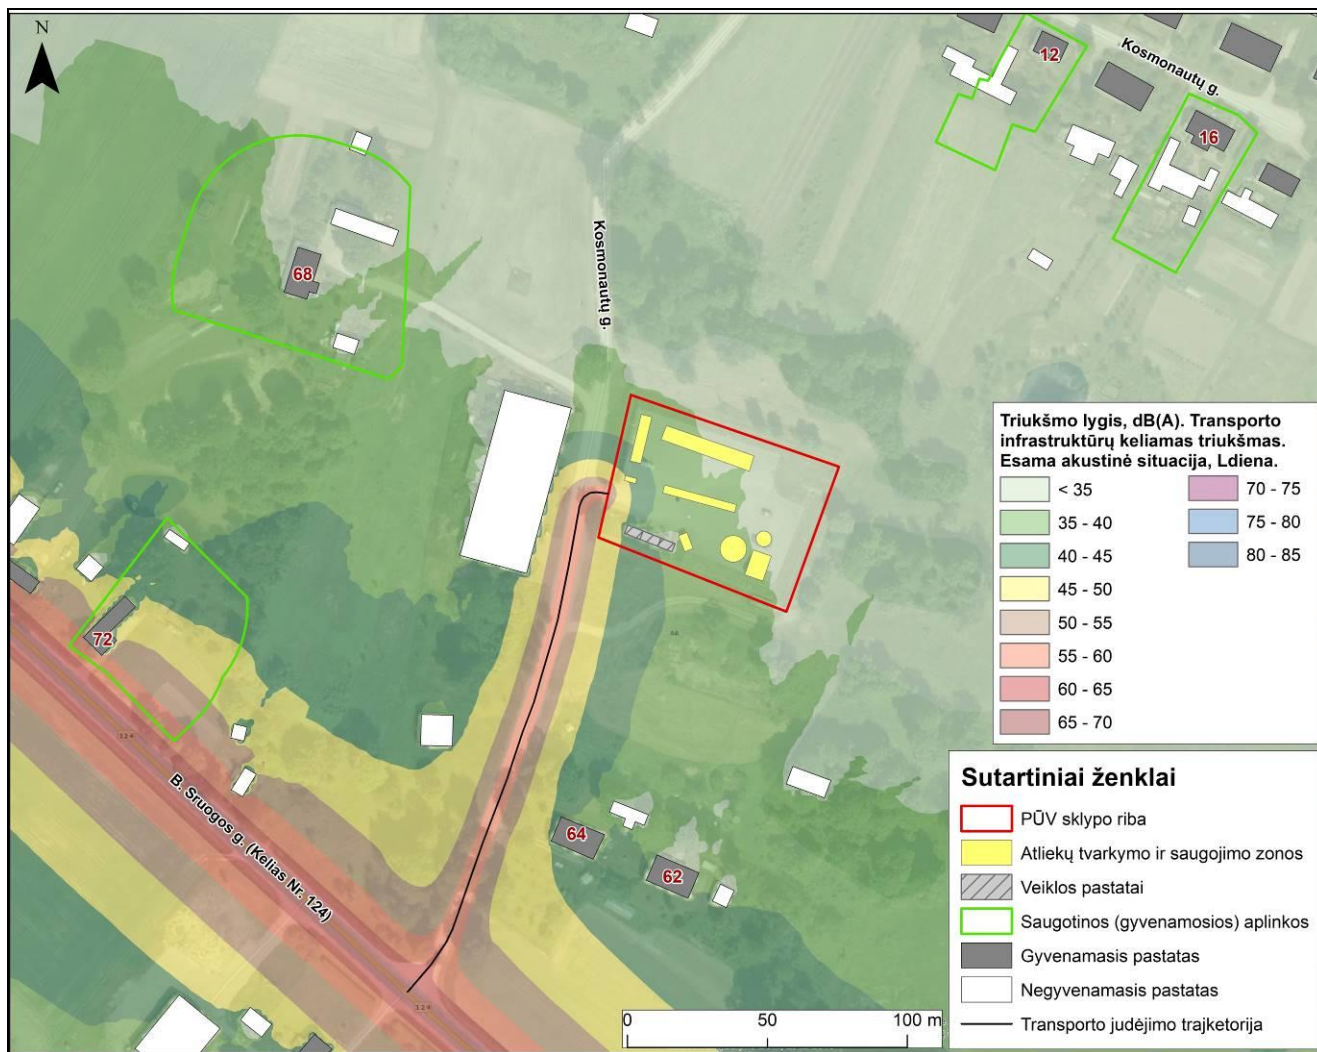 N
12
Kosmonautų g.
16
68
Kosmonautų g.
Triukšmo lygis, dB(A). Transporto
infrastruktūrų keliamas triukšmas.
Esama akustinė situacija, Ldiena.
< 35
35 - 40
40 - 45
45 - 50
50 - 55
55 - 60
60 - 65
65 - 70
70 - 75
75 - 80
80 - 85
72
124
B. Sruogos g. (Kelias Nr. 124)
64
62
124
0 50 100 m
Sutartiniai ženklai
PŪV sklypo riba
Atliekų tvarkymo ir saugojimo zonos
Veiklos pastatai
Saugotinos (gyvenamosios) aplinkos
Gyvenamasis pastatas
Negyvenamasis pastatas
Transporto judėjimo trajketorija